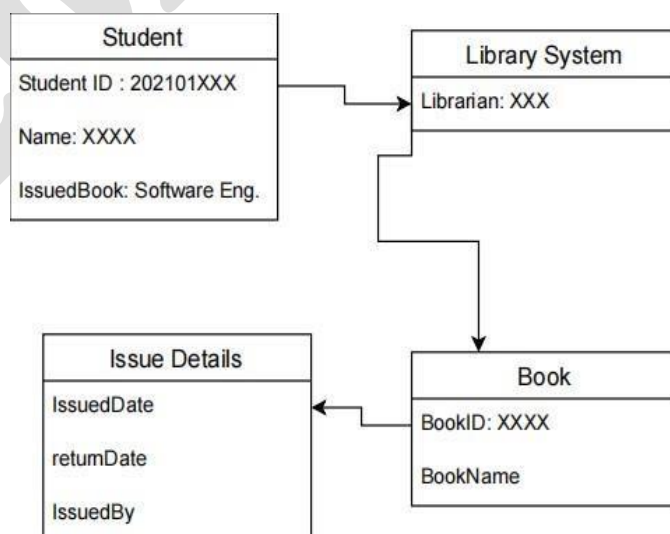 Student
Student ID : 202101XXX
Name: XXXX
IssuedBook: Software Eng.
Library System
Librarian: XXX
Issue Details
IssuedDate
returnDate
IssuedBy
Book
BookID: XXXX
BookName